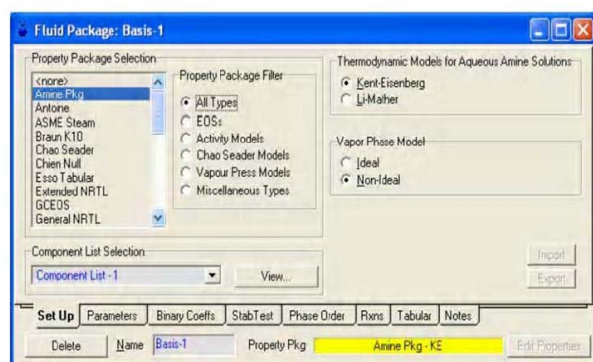 Fluid Package: Basis-1
Property Package Selection
<none>
Amine Pkg
Antoine
ASME Steam
Braun K10
Chao Seader
Chien Null
Esso Tabular
Extended NRTL
GCEOS
General NRTL
Property Package Filter
All Types
EOSs
Activity Models
Chao Seader Models
Vapour Press Models
Miscellaneous Types
Thermodynamic Models for Aqueous Amine Solutions
Kent-Eisenberg
Li-Mather
Vapor Phase Model
Ideal
Non-Ideal
Component List Selection
Component List - 1
View...
Import
Export
Set Up Parameters Binary Coeffs StabTest Phase Order Rxns Tabular Notes
Delete Name Basis-1 Property Pkg Amine Pkg - KE Edit Properties